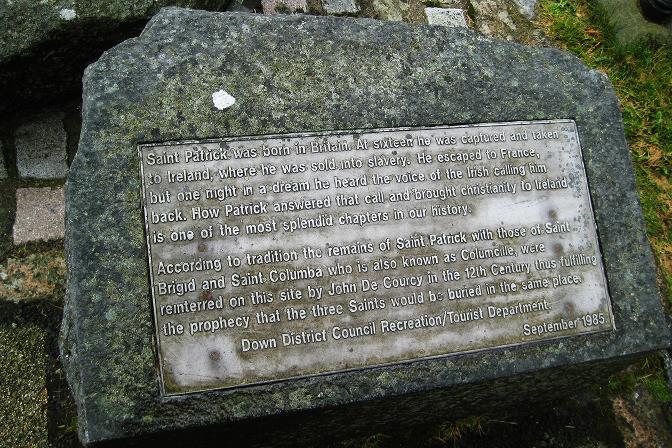 Saint Patrick was born in Britain. At sixteen he was captured and taken
to Ireland, where he was sold into slavery. He escaped to France,
but one night in a dream he heard the voice of the Irish calling him
back. How Patrick answered that call and brought christianity to Ireland
is one of the most splendid chapters in our history.
According to tradition the remains of Saint Patrick with those of Saint
Brigid and Saint Columba who is also known as Columcille, were
reinterred on this site by John De Courcy in the 12th Century thus fulfilling
the prophecy that the three Saints would be buried in the same place.
Down District Council Recreation/Tourist Department.
September 1985.